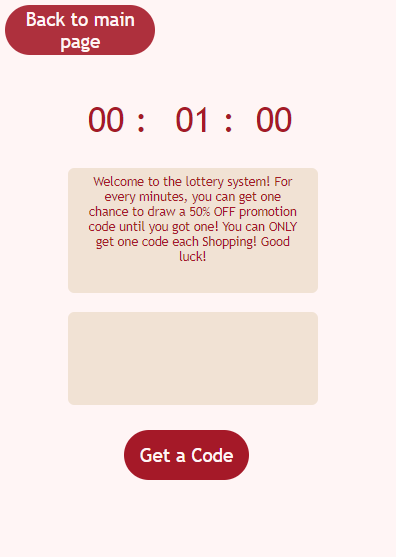 Back to main
page
00 : 01 : 00
Welcome to the lottery system! For
every minutes, you can get one
chance to draw a 50% OFF promotion
code until you got one! You can ONLY
get one code each Shopping! Good
luck!
Get a Code